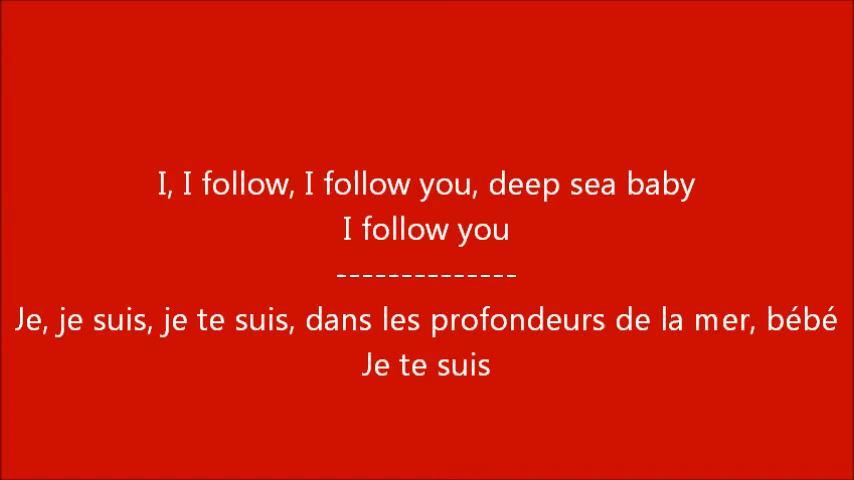 I, I follow, I follow you, deep sea baby
I follow you
--------------
Je, je suis, je te suis, dans les profondeurs de la mer, bébé
Je te suis